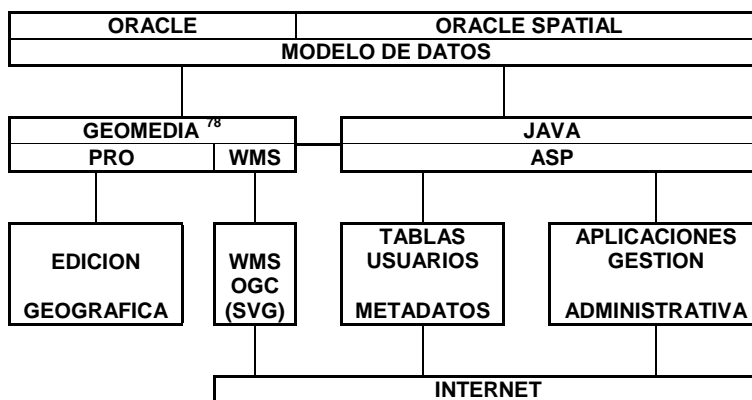 ORACLE ORACLE SPATIAL
MODELO DE DATOS
GEOMEDIA 78 JAVA
PRO WMS ASP
EDICION
GEOGRAFICA
WMS
OGC
(SVG)
TABLAS
USUARIOS
METADATOS
APLICACIONES
GESTION
ADMINISTRATIVA
INTERNET